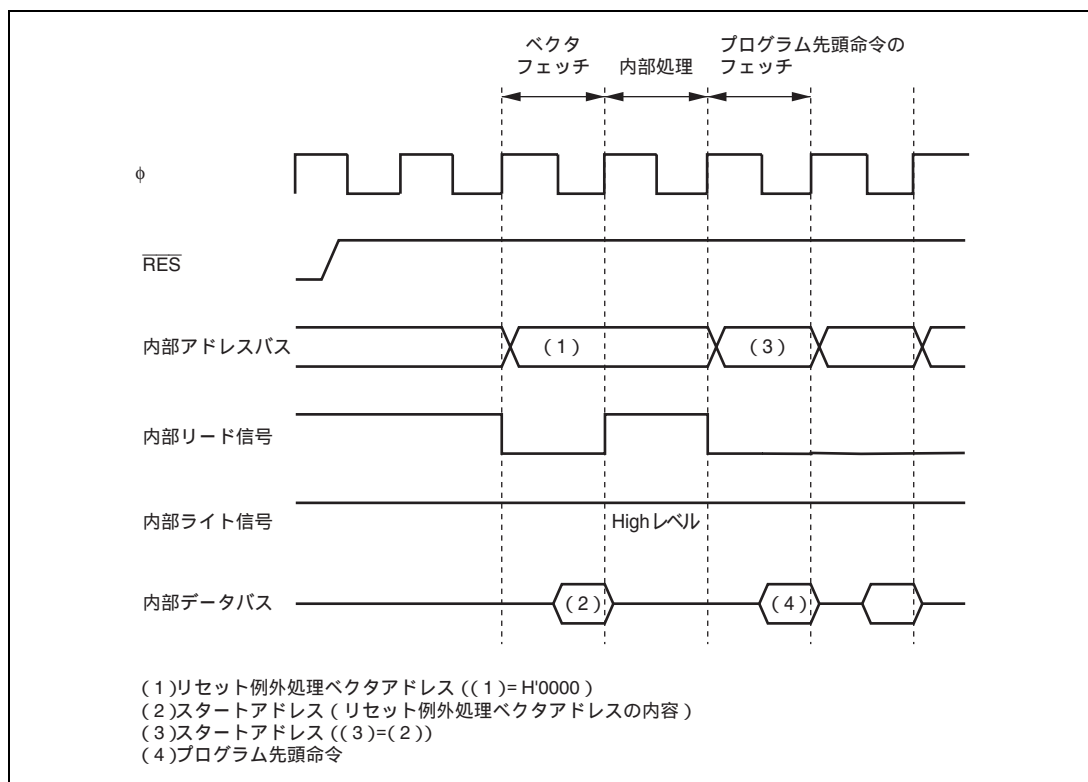 ベクタ
フェッチ
内部処理
プログラム先頭命令の
フェッチ
φ
RES
内部アドレスバス
(1)
(3)
内部リード信号
内部ライト信号
Highレベル
内部データバス
(2)
(4)
(1)リセット例外処理ベクタアドレス((1)= H'0000)
(2)スタートアドレス(リセット例外処理ベクタアドレスの内容)
(3)スタートアドレス((3)=(2))
(4)プログラム先頭命令